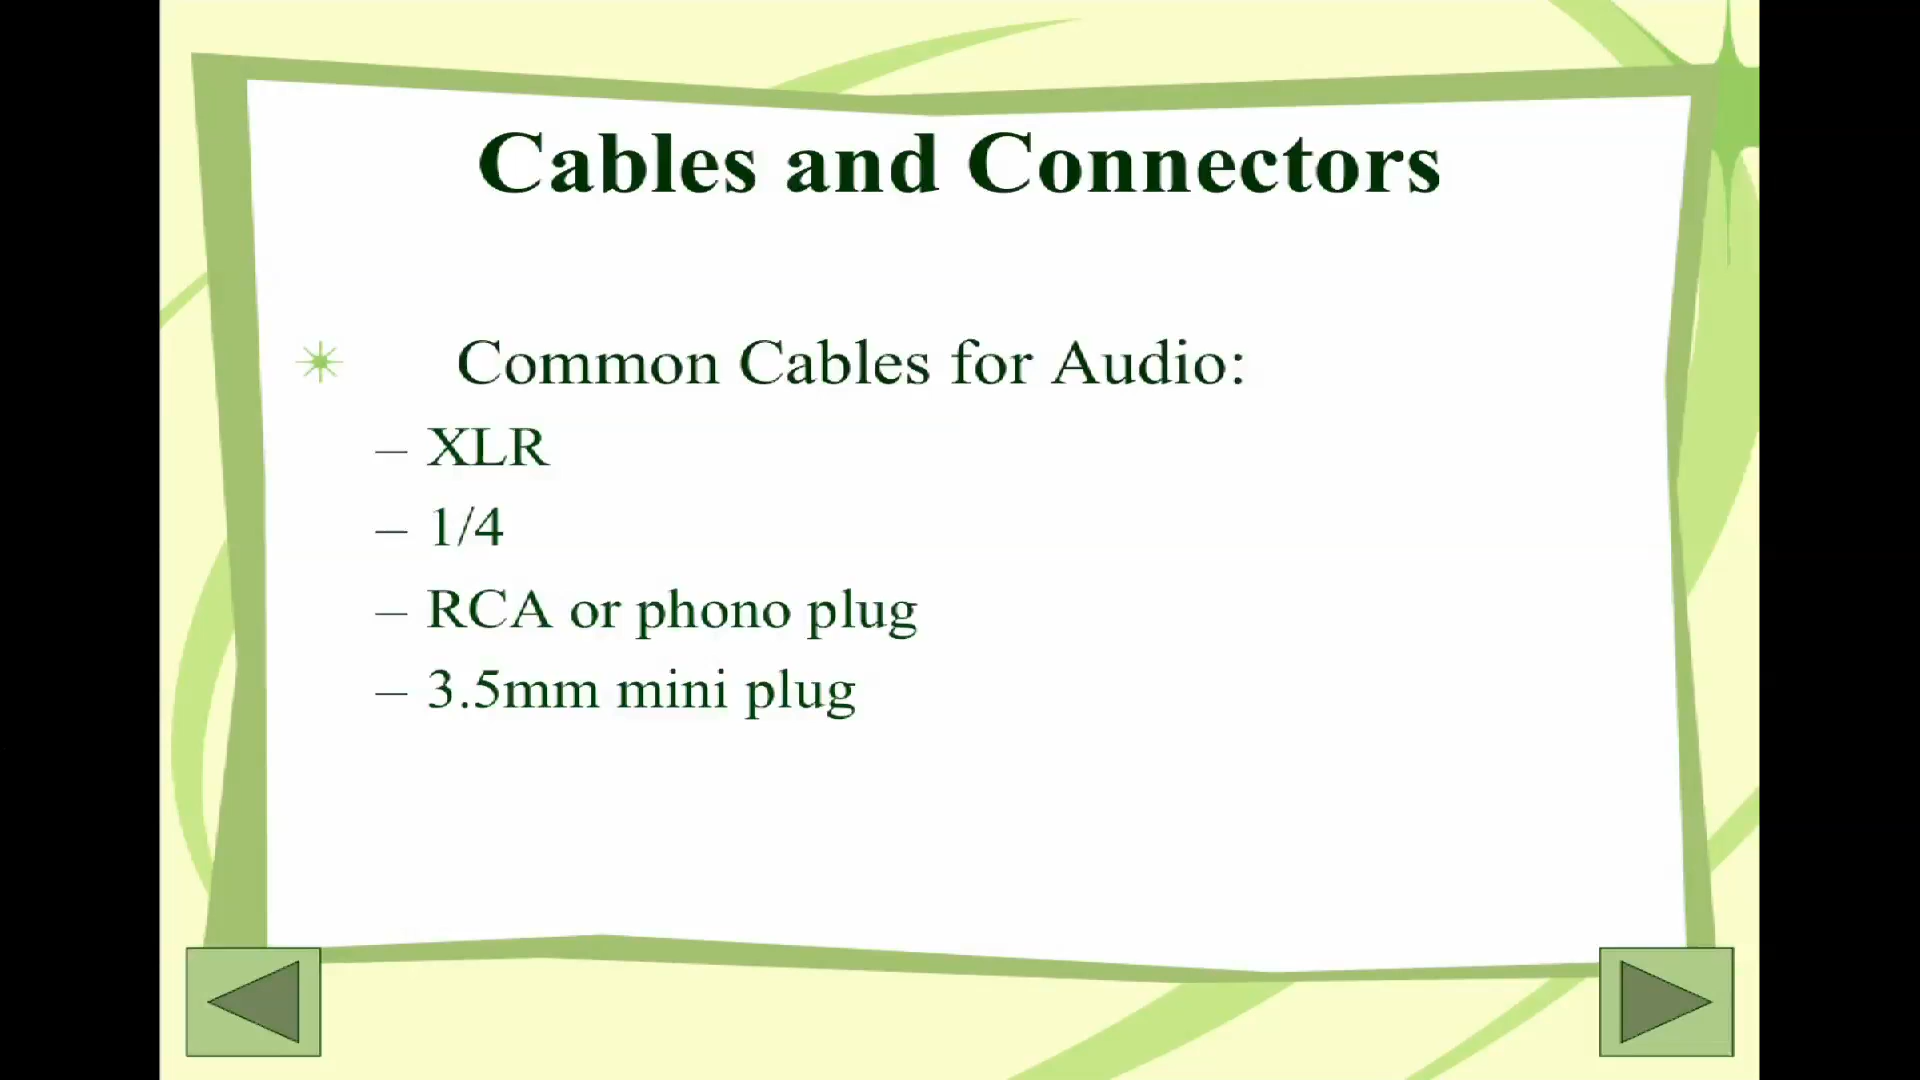 Cables and Connectors
Common Cables for Audio:
– XLR
– 1/4
– RCA or phono plug
– 3.5mm mini plug